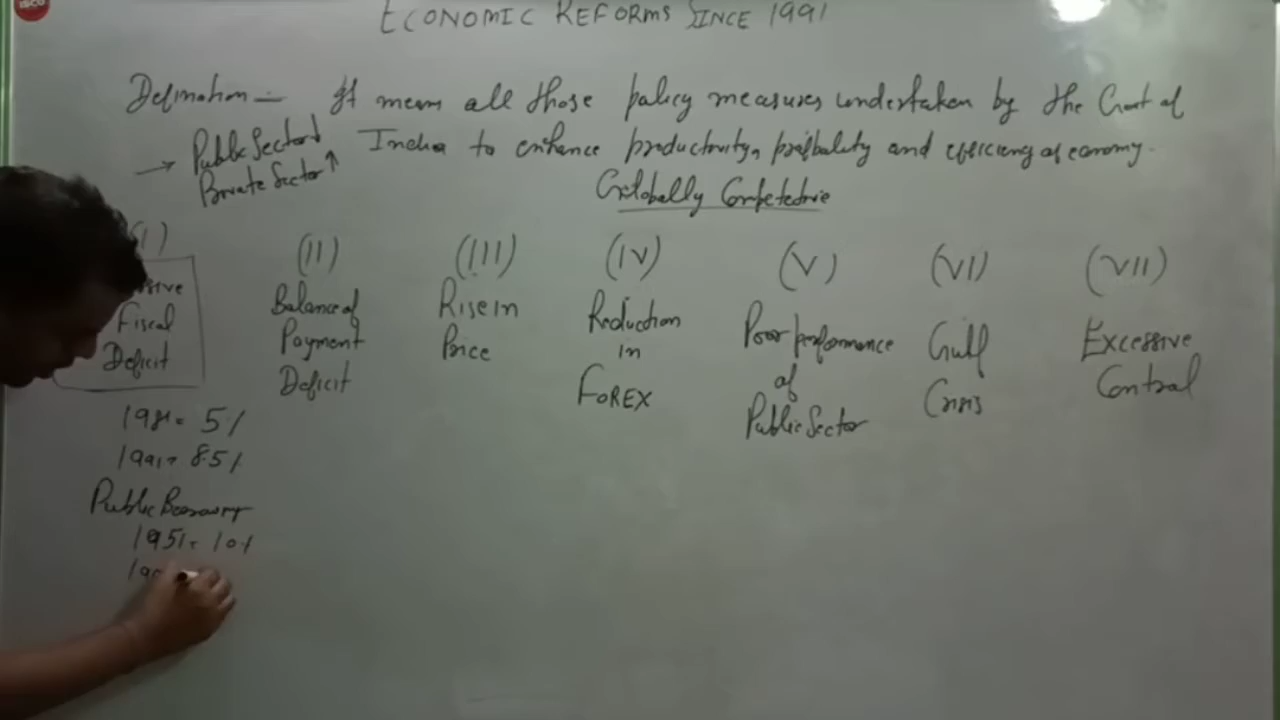 ECONOMIC REFORMS SINCE 1991
Defination - It means all those policy measures undertaken by the Govt of
India to enhance productivity, profitability and efficiency of economy.
→ Public Sector ↓
Private Sector ↑
Globally Competetive
(I)
Fiscal
Deficit
1981 = 5%
1991 = 8.5%
Public Borrowing
1951 = 10%
(II)
Balance of
Payment
Deficit
(III)
Rise in
Price
(IV)
Reduction
in
FOREX
(V)
Poor performance
of
Public Sector
(VI)
Gulf
Crisis
(VII)
Excessive
Control